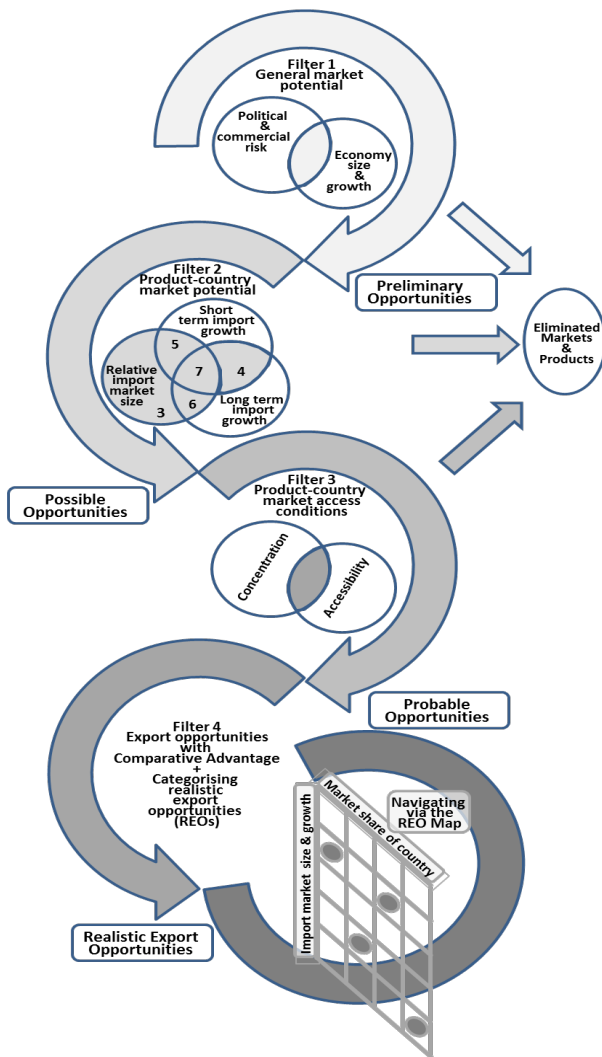 Filter 1
General market
potential
Political
&
commercial
risk
Economy
size &
growth
Preliminary
Opportunities
Eliminated
Markets
&
Products
Filter 2
Product-country
market potential
Short
term import
growth
5
7
4
Relative
import
market
size
3
6
Long term
import
growth
Possible
Opportunities
Filter 3
Product-country
market access
conditions
Concentration
Accessibility
Probable
Opportunities
Filter 4
Export opportunities
with
Comparative Advantage
+
Categorising
realistic
export
opportunities
(REOs)
Market share of country
Import market size & growth
Navigating
via the
REO Map
Realistic Export
Opportunities